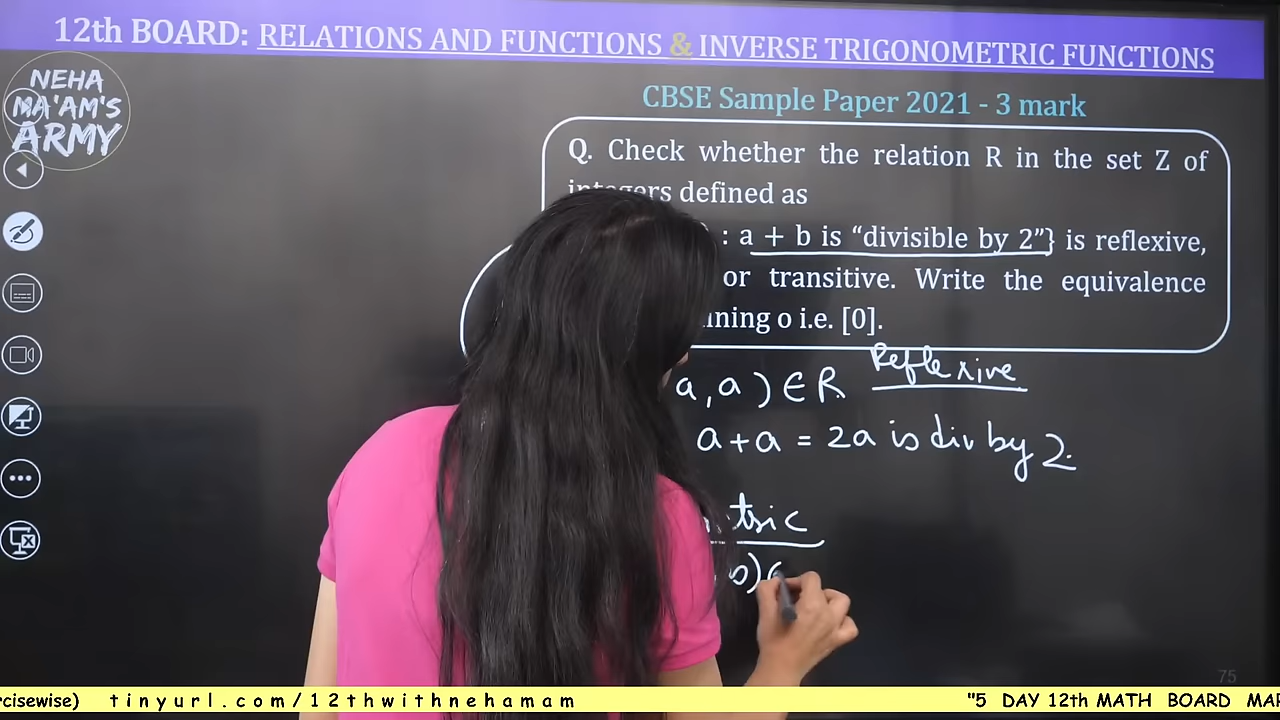 12th BOARD: RELATIONS AND FUNCTIONS & INVERSE TRIGONOMETRIC FUNCTIONS
NEHA
MA'AM'S
ARMY
CBSE Sample Paper 2021 - 3 mark
Q. Check whether the relation R in the set Z of
integers defined as
: a + b is “divisible by 2”} is reflexive,
or transitive. Write the equivalence
o i.e. [0].
a, a ) ∈ R Reflexive
a + a = 2a is div by 2.
75
tinyurl.com/12thwithnehamam "5 DAY 12th MATH BOARD